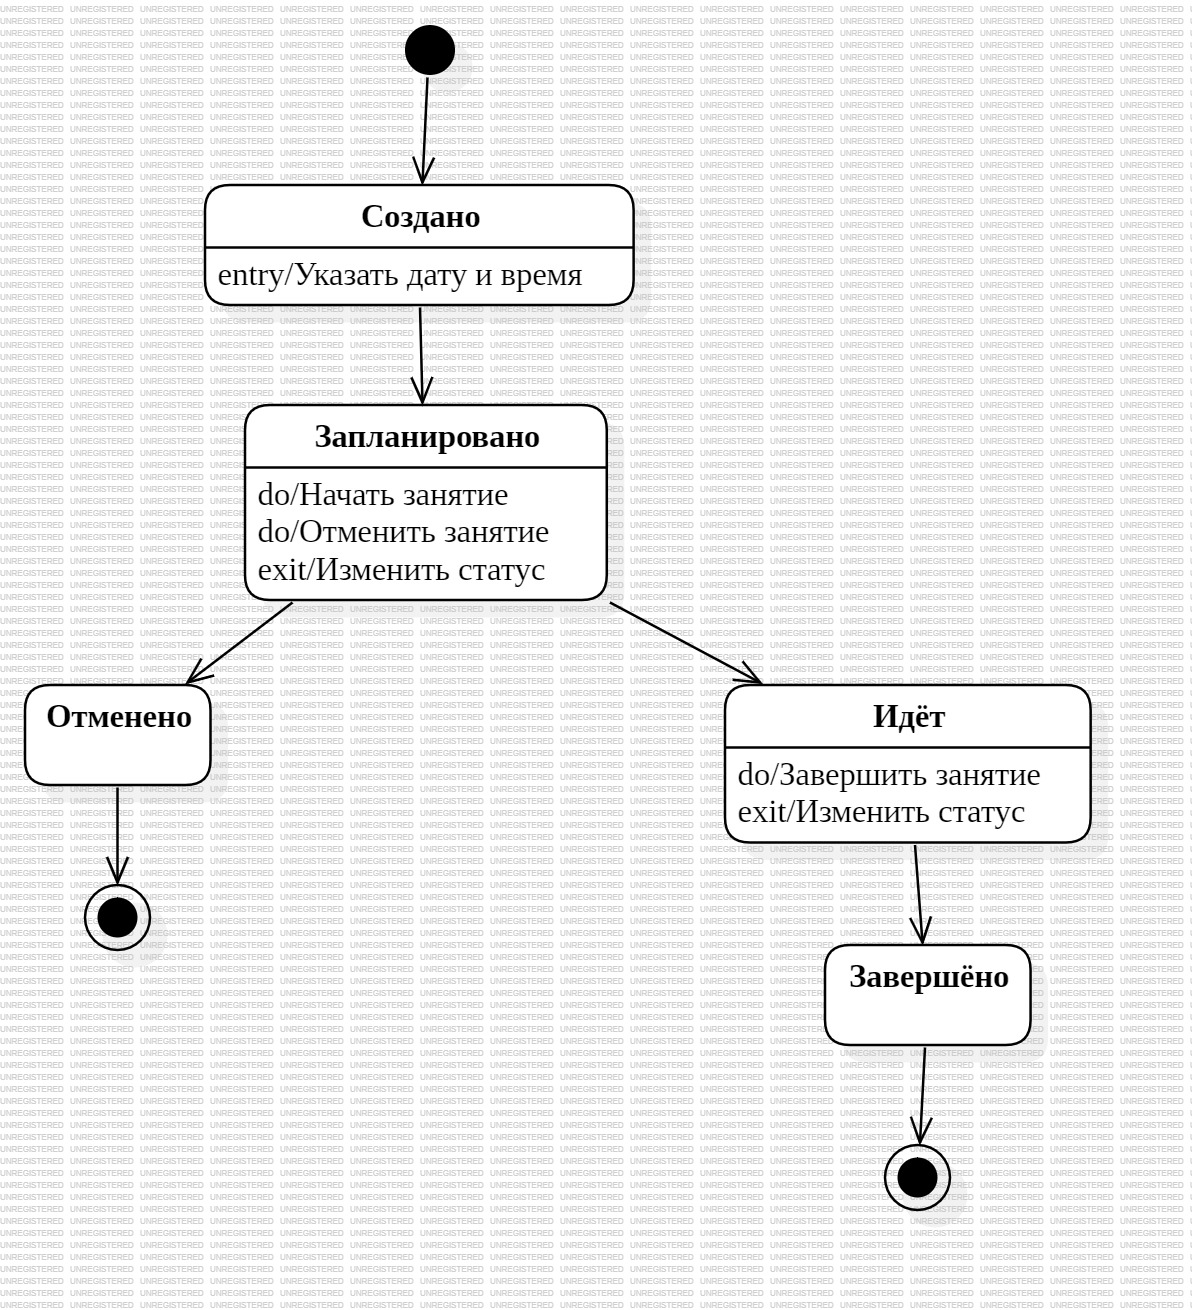 Создано
entry/Указать дату и время
Запланировано
do/Начать занятие
do/Отменить занятие
exit/Изменить статус
Отменено
Идёт
do/Завершить занятие
exit/Изменить статус
Завершёно
UNREGISTERED